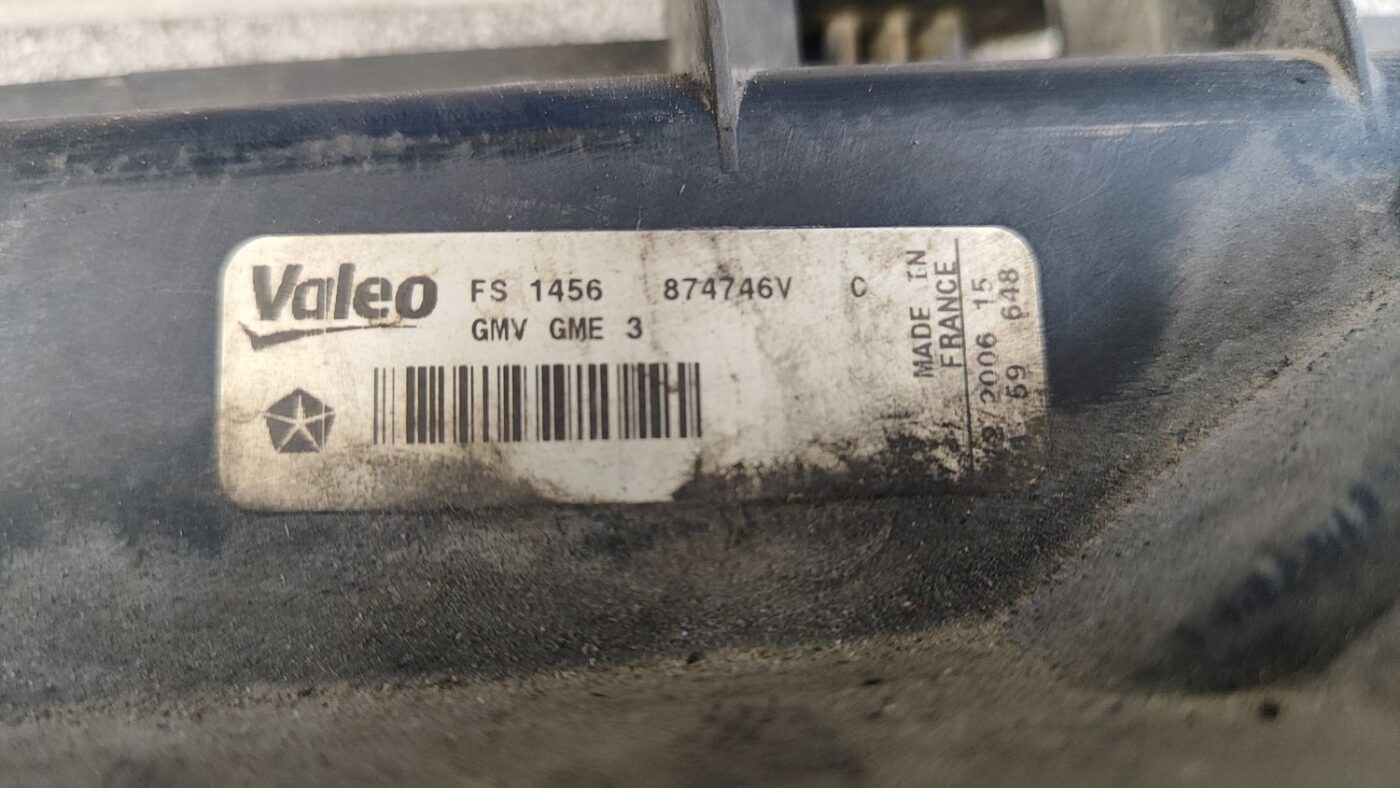 Valeo FS 1456 874746V C
GMV GME 3
MADE IN
FRANCE
2006 15
59 648